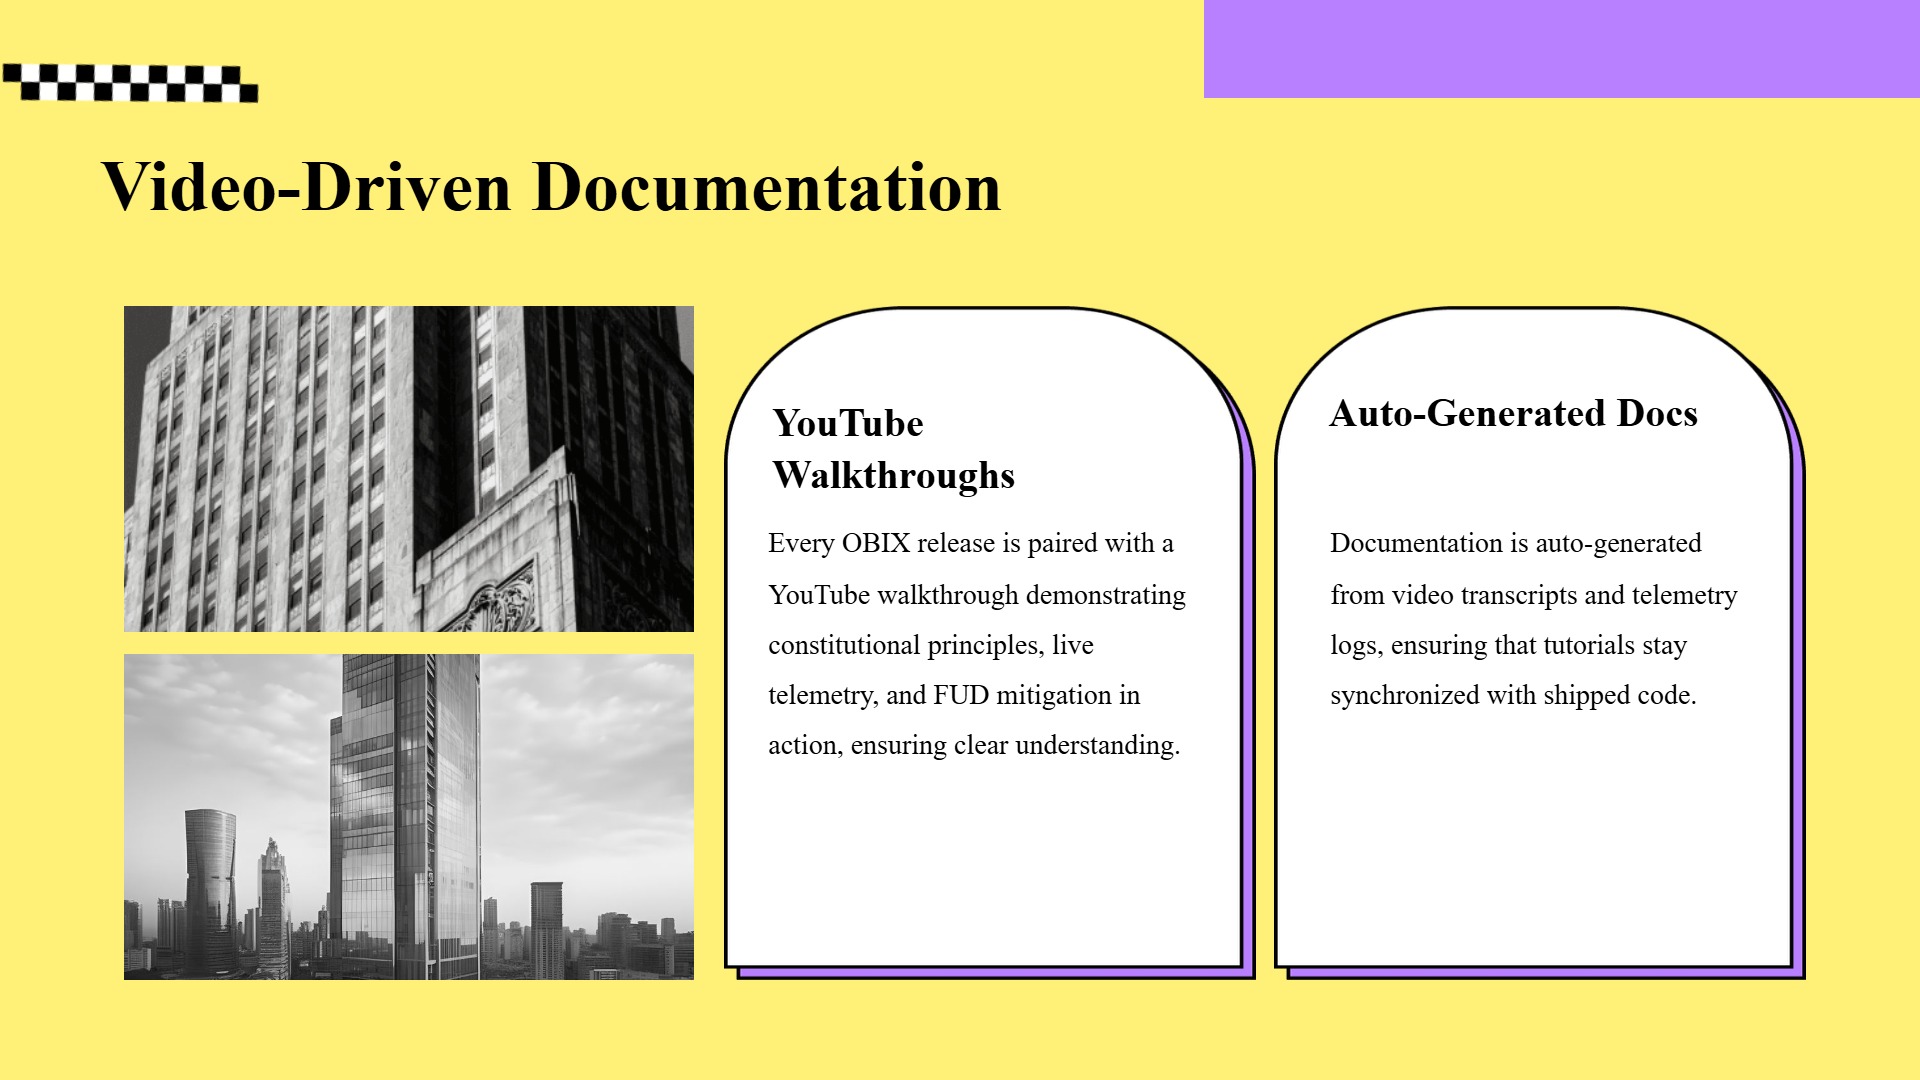 Video-Driven Documentation
YouTube
Walkthroughs
Every OBIX release is paired with a
YouTube walkthrough demonstrating
constitutional principles, live
telemetry, and FUD mitigation in
action, ensuring clear understanding.
Auto-Generated Docs
Documentation is auto-generated
from video transcripts and telemetry
logs, ensuring that tutorials stay
synchronized with shipped code.